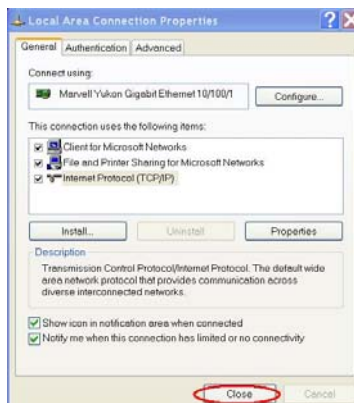 Local Area Connection Properties
General Authentication Advanced
Connect using:
Marvell Yukon Gigabit Ethernet 10/100/1
Configure...
This connection uses the following items:
Client for Microsoft Networks
File and Printer Sharing for Microsoft Networks
Internet Protocol (TCP/IP)
Install... Uninstall Properties
Description
Transmission Control Protocol/Internet Protocol. The default wide
area network protocol that provides communication across
diverse interconnected networks.
Show icon in notification area when connected
Notify me when this connection has limited or no connectivity
Close Cancel